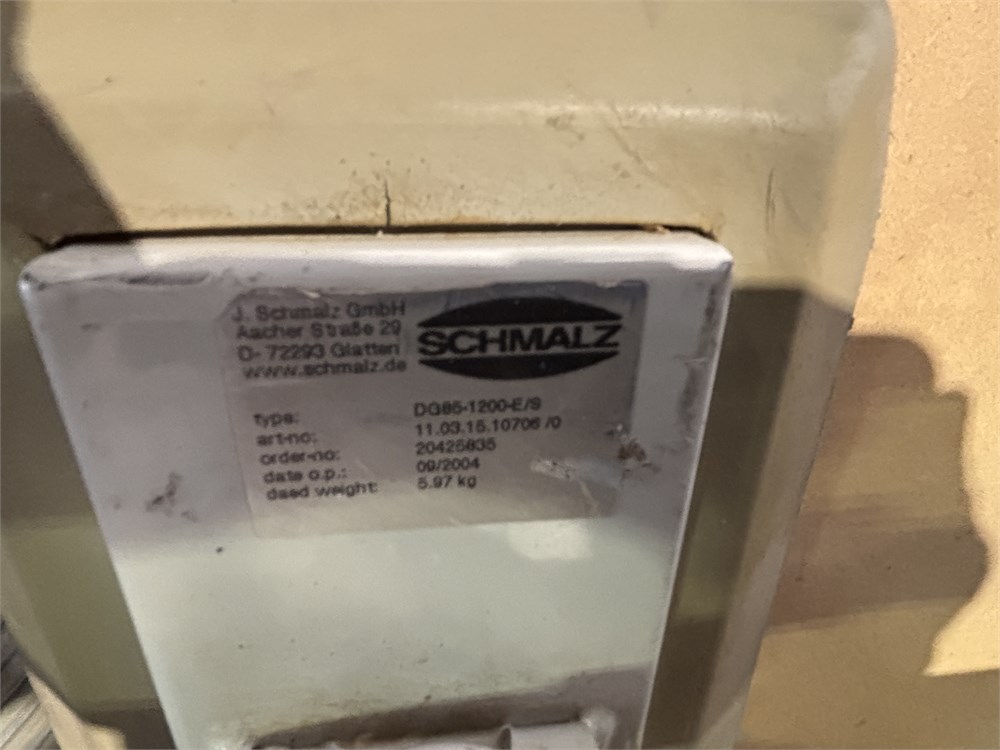 J. Schmalz GmbH
Aacher Straße 29
D- 72293 Glatten
www.schmalz.de
SCHMALZ
type: DG85-1200-E/S
art-no: 11.03.15.10706 /0
order-no: 20425835
date o.p.: 09/2004
daed weight: 5.97 kg